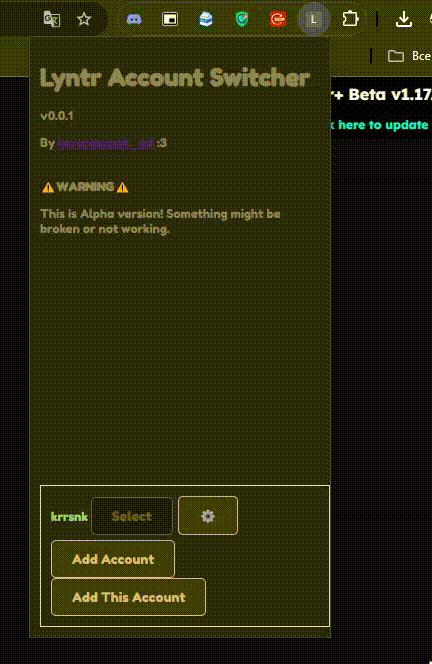 L
Все
Lyntr Account Switcher
r+ Beta v1.17.
v0.0.1
k here to update
By :3
WARNING
This is Alpha version! Something might be
broken or not working.
krrsnk Select
Add Account
Add This Account